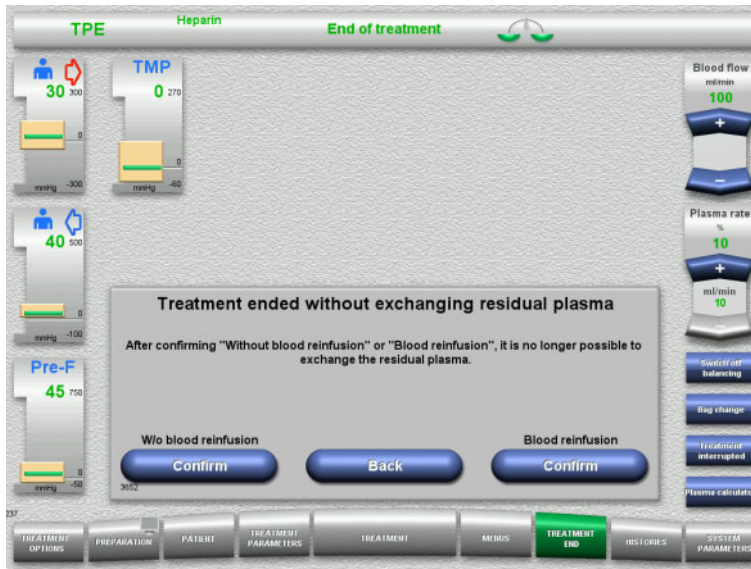 TPE
Heparin
End of treatment
30 300
0
mmHg -300
TMP
0 270
0
mmHg -60
40 500
0
mmHg -100
Pre-F
45 750
0
mmHg -50
Blood flow
ml/min
100
+
−
Plasma rate
%
10
+
ml/min
10
−
Switch off
balancing
Bag change
Treatment
interrupted
Plasma calculato
Treatment ended without exchanging residual plasma
After confirming "Without blood reinfusion" or "Blood reinfusion", it is no longer possible to
exchange the residual plasma.
W/o blood reinfusion
Confirm
Back
Blood reinfusion
Confirm
3652
237
TREATMENT
OPTIONS
PREPARATION
PATIENT
TREATMENT
PARAMETERS
TREATMENT
MENUS
TREATMENT
END
HISTORIES
SYSTEM
PARAMETERS